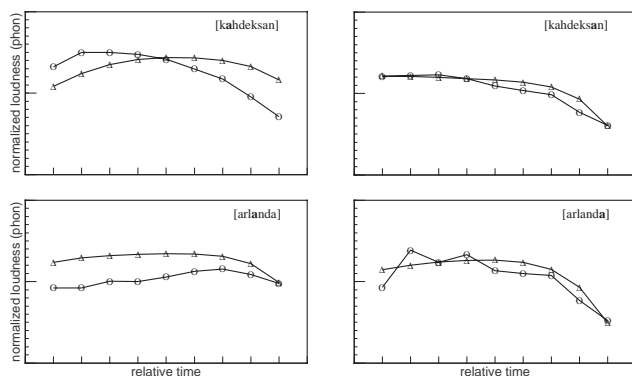 normalized loudness (phon)
[kahdeksan]
[kahdeksan]
normalized loudness (phon)
[arlanda]
[arlanda]
relative time
relative time